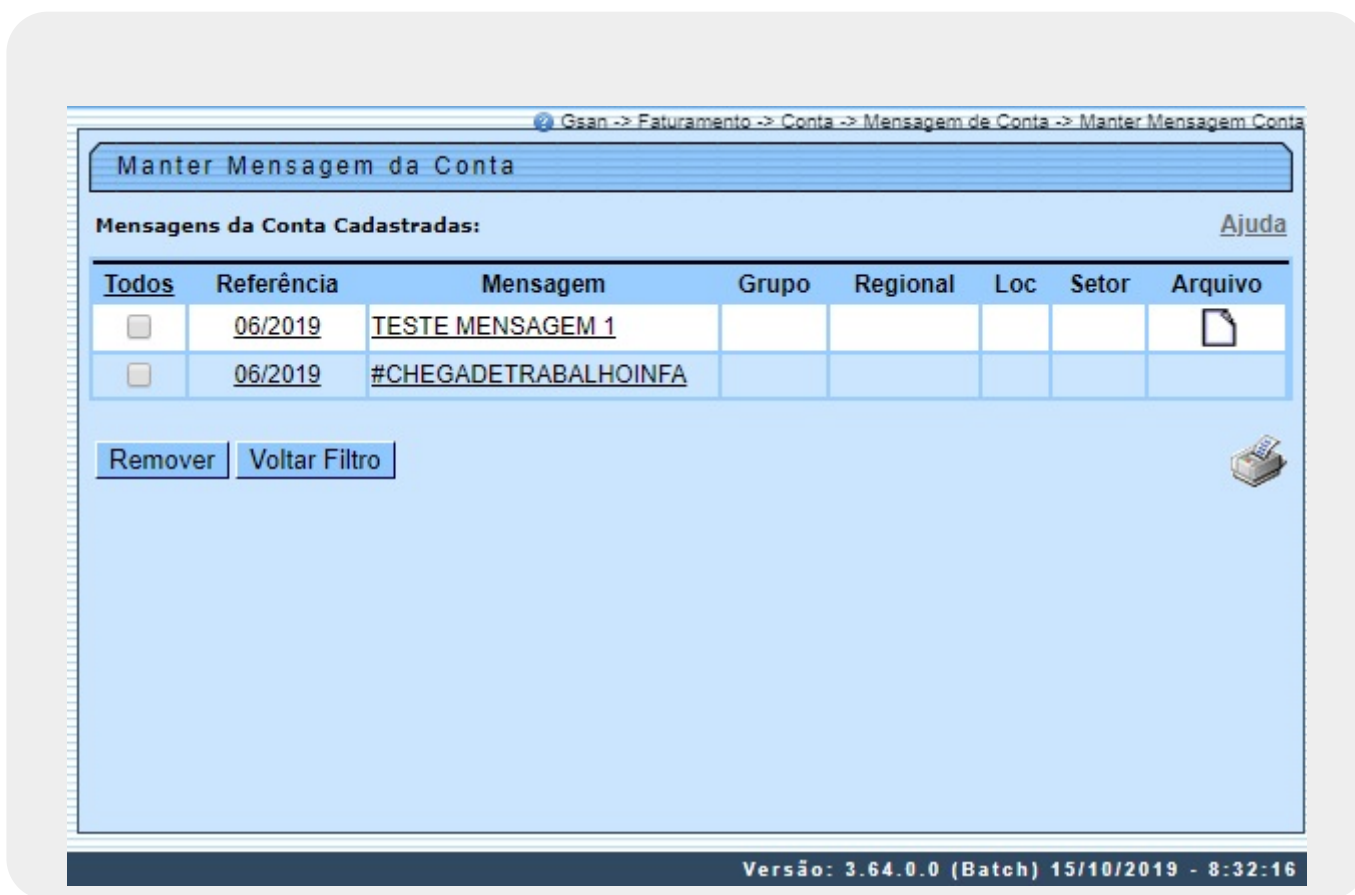 Gsan -> Faturamento -> Conta -> Mensagem de Conta -> Manter Mensagem Conta
Manter Mensagem da Conta
Mensagens da Conta Cadastradas: Ajuda
Todos Referência Mensagem Grupo Regional Loc Setor Arquivo
06/2019 TESTE MENSAGEM 1
06/2019 #CHEGADETRABALHOINFA
Remover Voltar Filtro
Versão: 3.64.0.0 (Batch) 15/10/2019 - 8:32:16